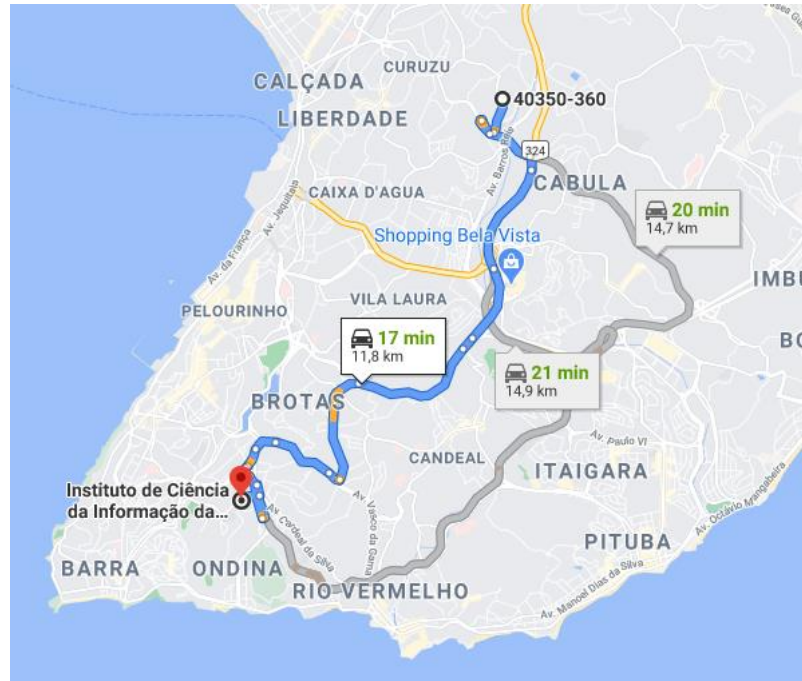 CURUZU
CALÇADA
40350-360
LIBERDADE
324
Av. Barros Reis
CABULA
CAIXA D'AGUA
Av. Jequitaia
20 min
14,7 km
Av. da França
Shopping Bela Vista
IMBU
PELOURINHO
VILA LAURA
17 min
11,8 km
BO
21 min
14,9 km
BROTAS
Av. Paulo VI
CANDEAL
ITAIGARA
Instituto de Ciência
da Informação da...
Av. Vasco da Gama
Av. Cardeal da Silva
Av. Octávio Mangabeira
PITUBA
BARRA
ONDINA
RIO VERMELHO
Av. Manoel Dias da Silva